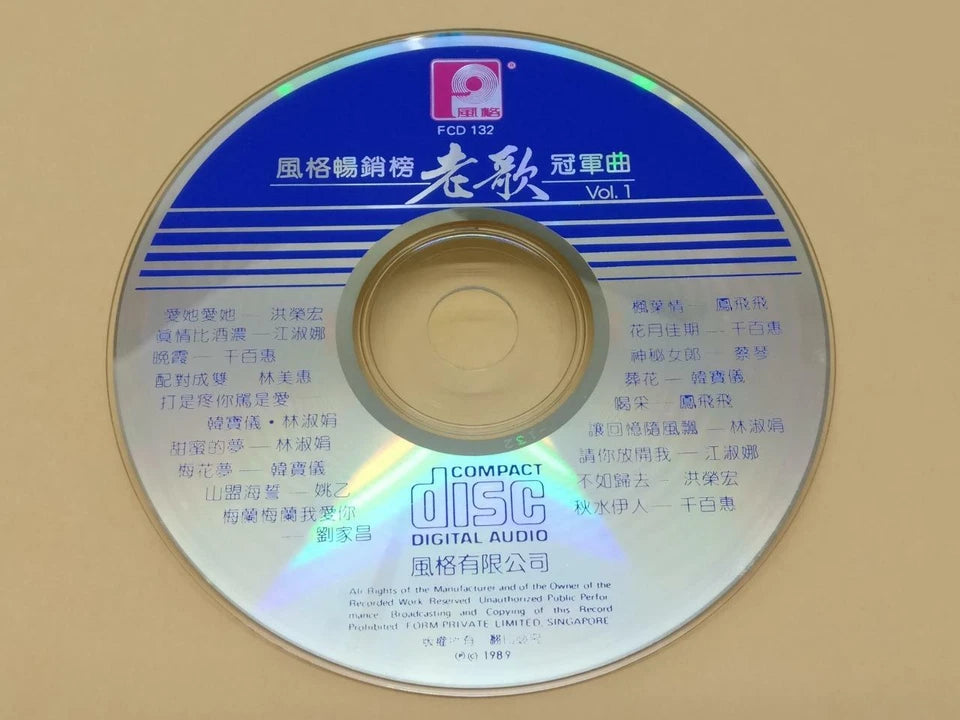 風格
FCD 132
風格暢銷榜 老歌 冠軍曲
Vol. 1
愛她愛她 — 洪榮宏
眞情比酒濃 — 江淑娜
晚霞 — 千百惠
配對成雙 林美惠
打是疼你罵是愛
韓寶儀・林淑娟
甜蜜的夢 — 林淑娟
梅花夢 — 韓寶儀
山盟海誓 — 姚乙
梅蘭梅蘭我愛你
— 劉家昌
楓葉情 — 鳳飛飛
花月佳期 — 千百惠
神秘女郎 — 蔡琴
葬花 — 韓寶儀
喝采 — 鳳飛飛
讓回憶隨風飄 — 林淑娟
請你放開我 — 江淑娜
不如歸去 — 洪榮宏
秋水伊人 — 千百惠
COMPACT
disc
DIGITAL AUDIO
風格有限公司
All Rights of the Manufacturer and of the Owner of the
Recorded Work Reserved Unauthorized Public Perfor
mance, Broadcasting and Copying of this Record
Prohibited FORM PRIVATE LIMITED, SINGAPORE
版權
Ⓟ © 1989